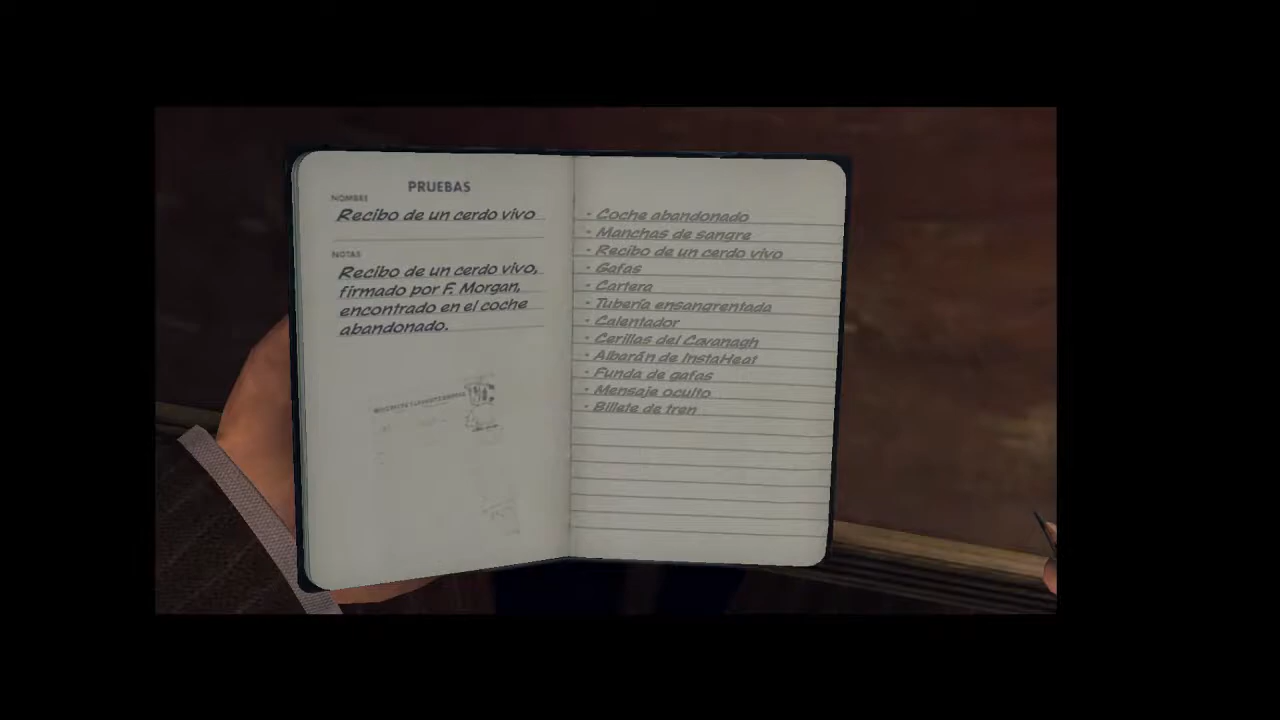 PRUEBAS
NOMBRE
Recibo de un cerdo vivo
NOTAS
Recibo de un cerdo vivo,
firmado por F. Morgan,
encontrado en el coche
abandonado.
- Coche abandonado
- Manchas de sangre
- Recibo de un cerdo vivo
- Gafas
- Cartera
- Tubería ensangrentada
- Calentador
- Cerillas del Cavanagh
- Albarán de InstaHeat
- Funda de gafas
- Mensaje oculto
- Billete de tren